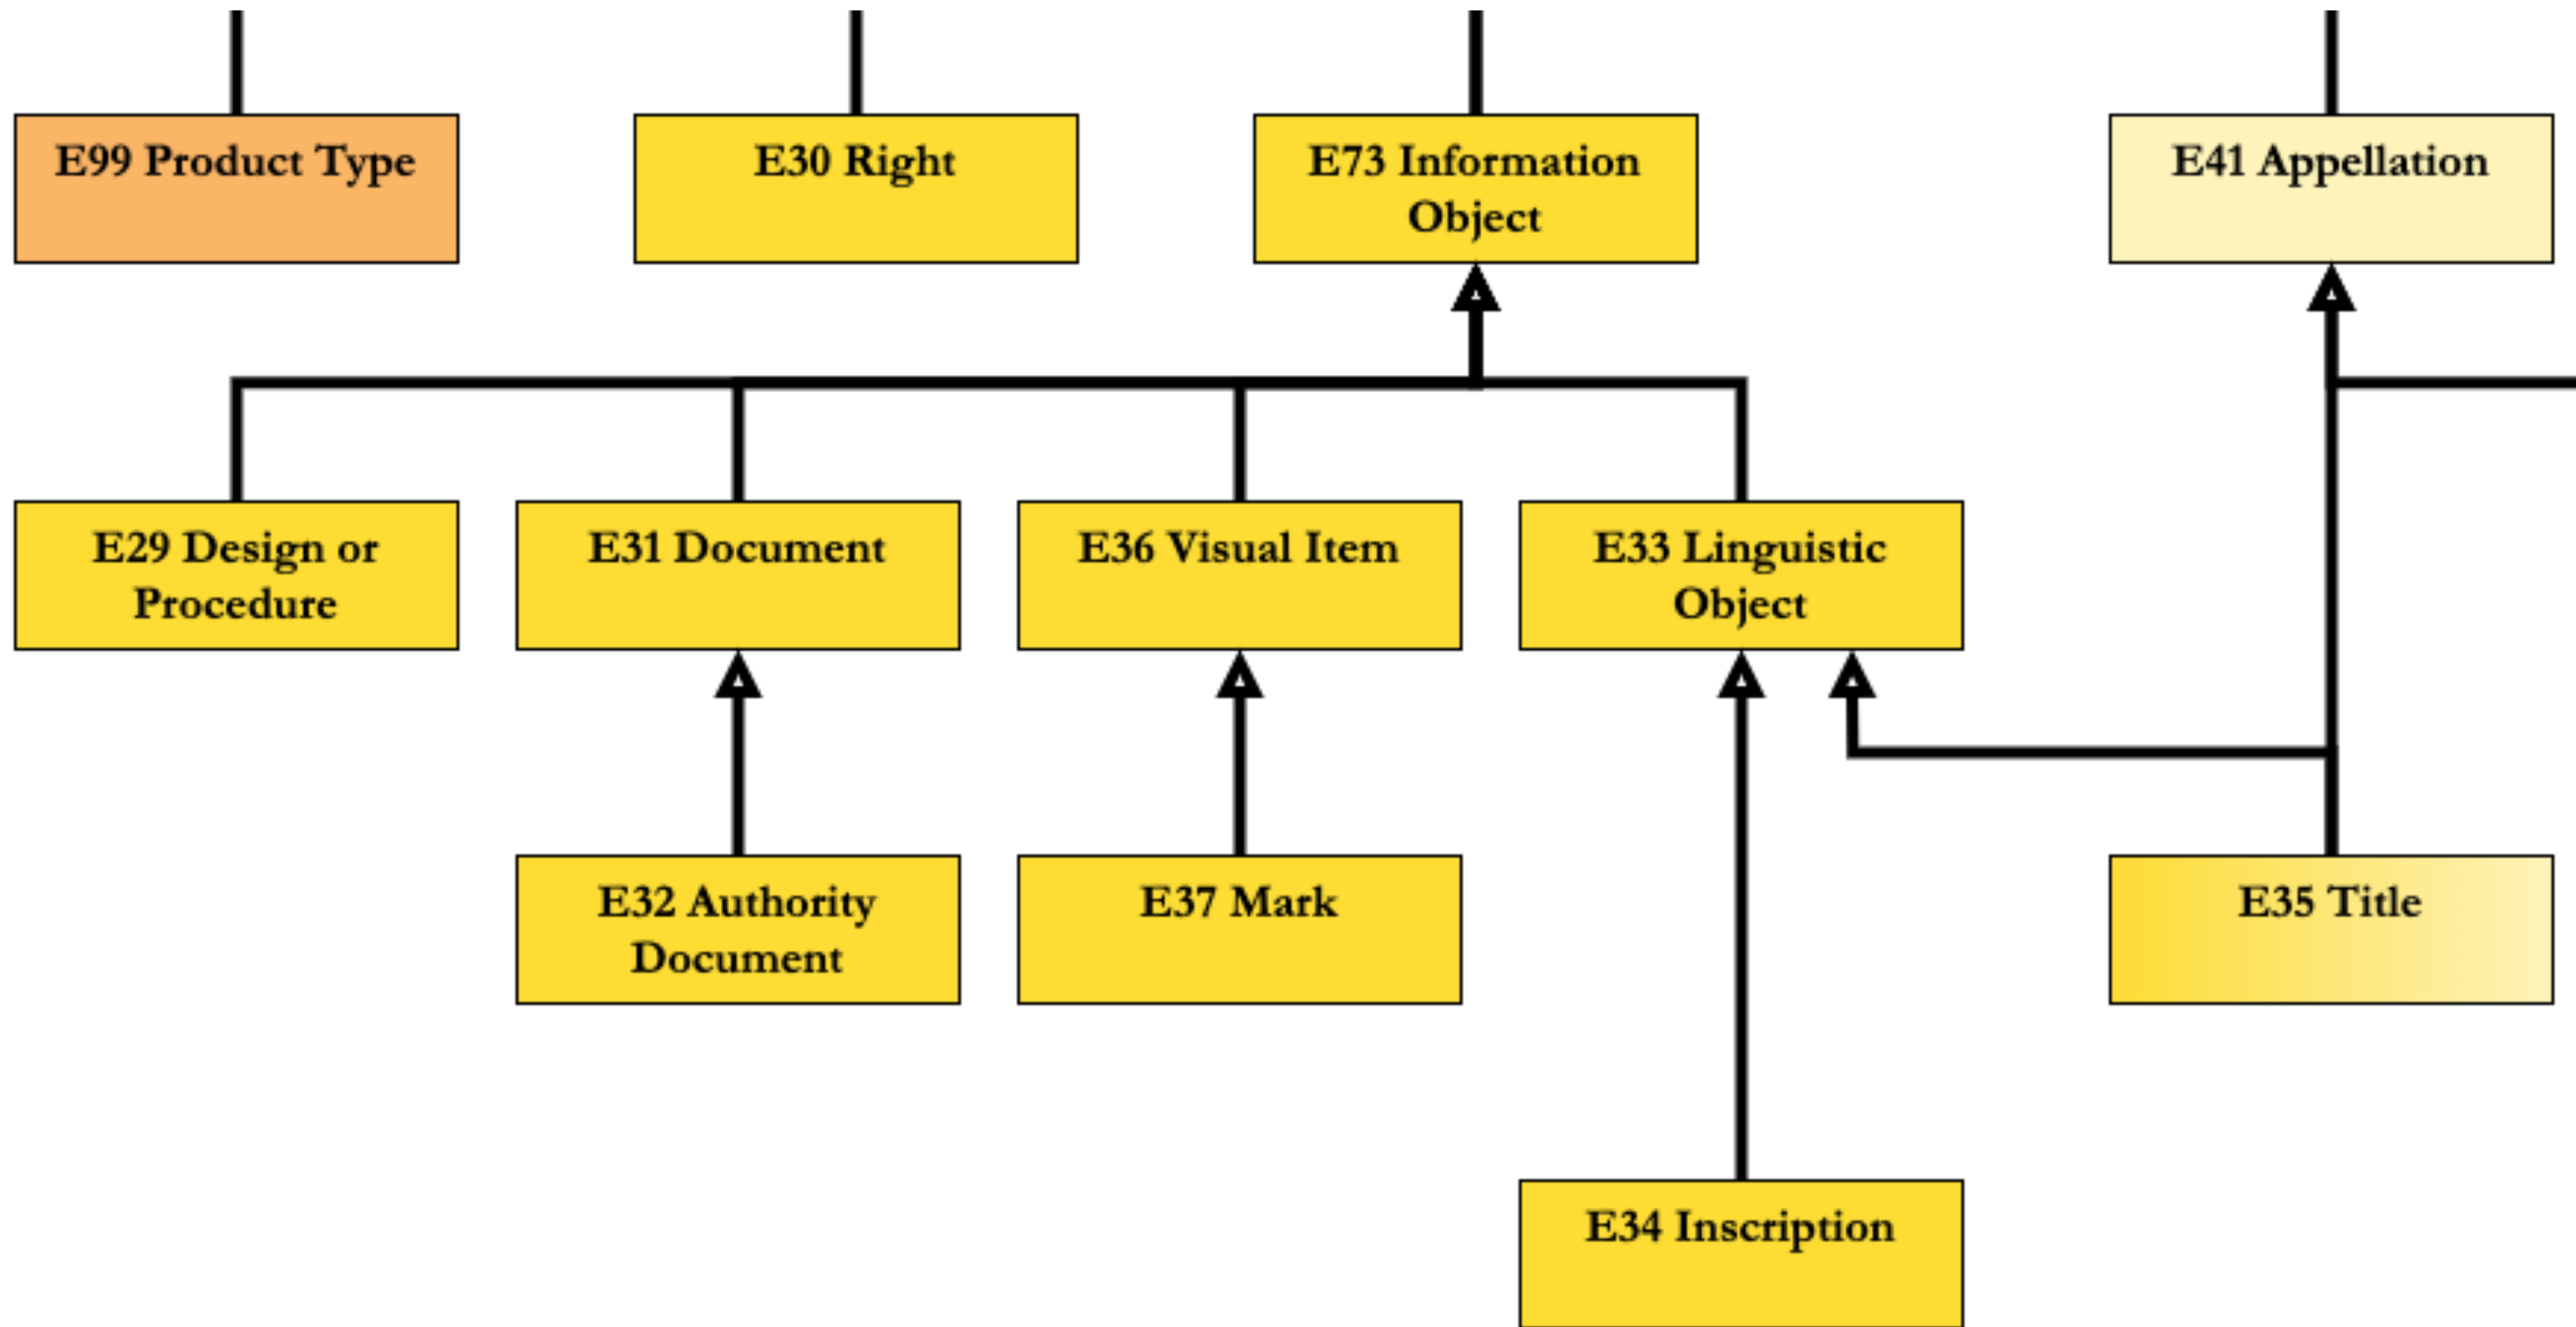 E99 Product Type
E30 Right
E73 Information
Object
E41 Appellation
E29 Design or
Procedure
E31 Document
E36 Visual Item
E33 Linguistic
Object
E32 Authority
Document
E37 Mark
E35 Title
E34 Inscription